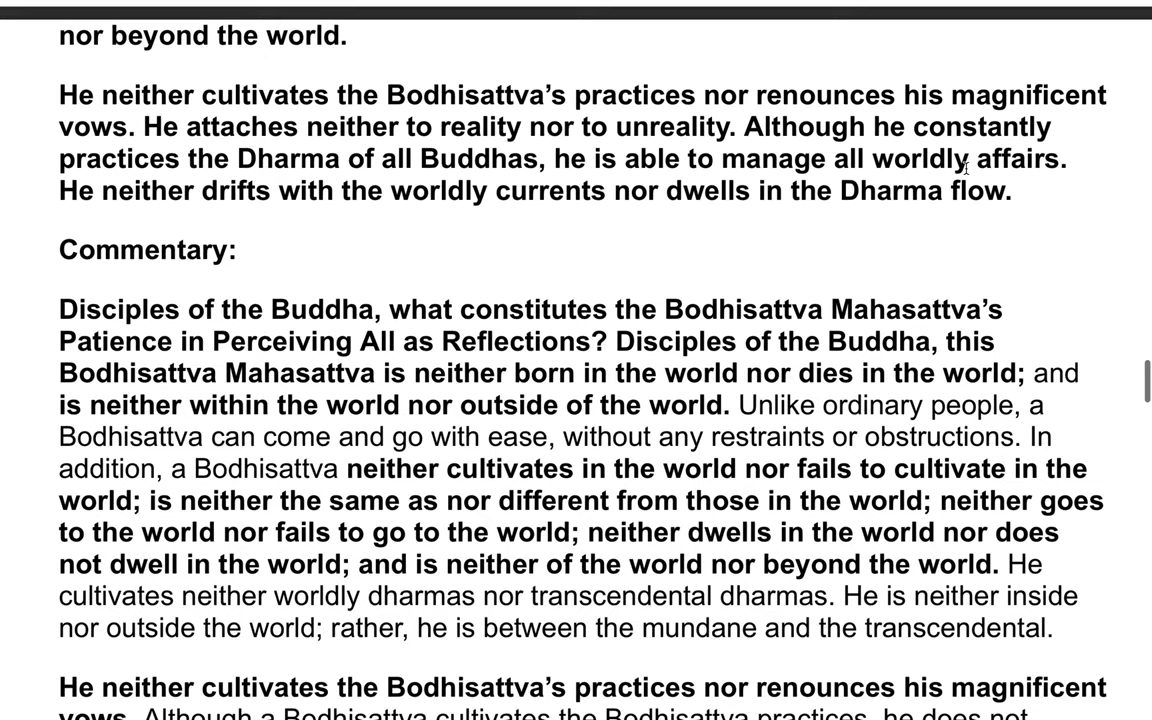 nor beyond the world.
He neither cultivates the Bodhisattva’s practices nor renounces his magnificent
vows. He attaches neither to reality nor to unreality. Although he constantly
practices the Dharma of all Buddhas, he is able to manage all worldly affairs.
He neither drifts with the worldly currents nor dwells in the Dharma flow.
Commentary:
Disciples of the Buddha, what constitutes the Bodhisattva Mahasattva’s
Patience in Perceiving All as Reflections? Disciples of the Buddha, this
Bodhisattva Mahasattva is neither born in the world nor dies in the world; and
is neither within the world nor outside of the world. Unlike ordinary people, a
Bodhisattva can come and go with ease, without any restraints or obstructions. In
addition, a Bodhisattva neither cultivates in the world nor fails to cultivate in the
world; is neither the same as nor different from those in the world; neither goes
to the world nor fails to go to the world; neither dwells in the world nor does
not dwell in the world; and is neither of the world nor beyond the world. He
cultivates neither worldly dharmas nor transcendental dharmas. He is neither inside
nor outside the world; rather, he is between the mundane and the transcendental.
He neither cultivates the Bodhisattva’s practices nor renounces his magnificent
vows. Although a Bodhisattva cultivates the Bodhisattva practices, he does not